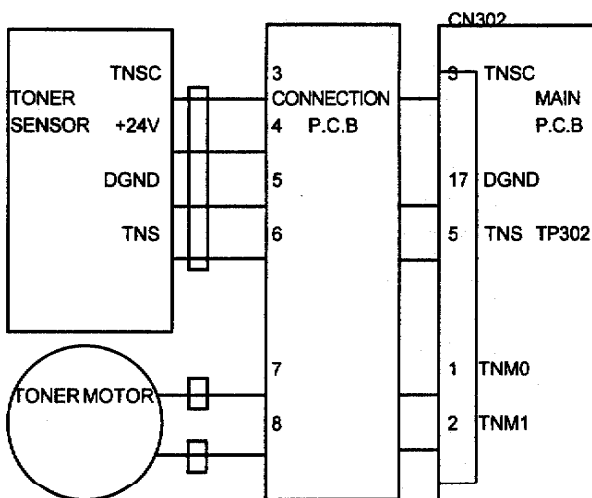 CN302
TNSC 3 3 TNSC
TONER CONNECTION MAIN
SENSOR +24V 4 P.C.B P.C.B
DGND 5 17 DGND
TNS 6 5 TNS TP302
7 1 TNM0
TONER MOTOR
8 2 TNM1